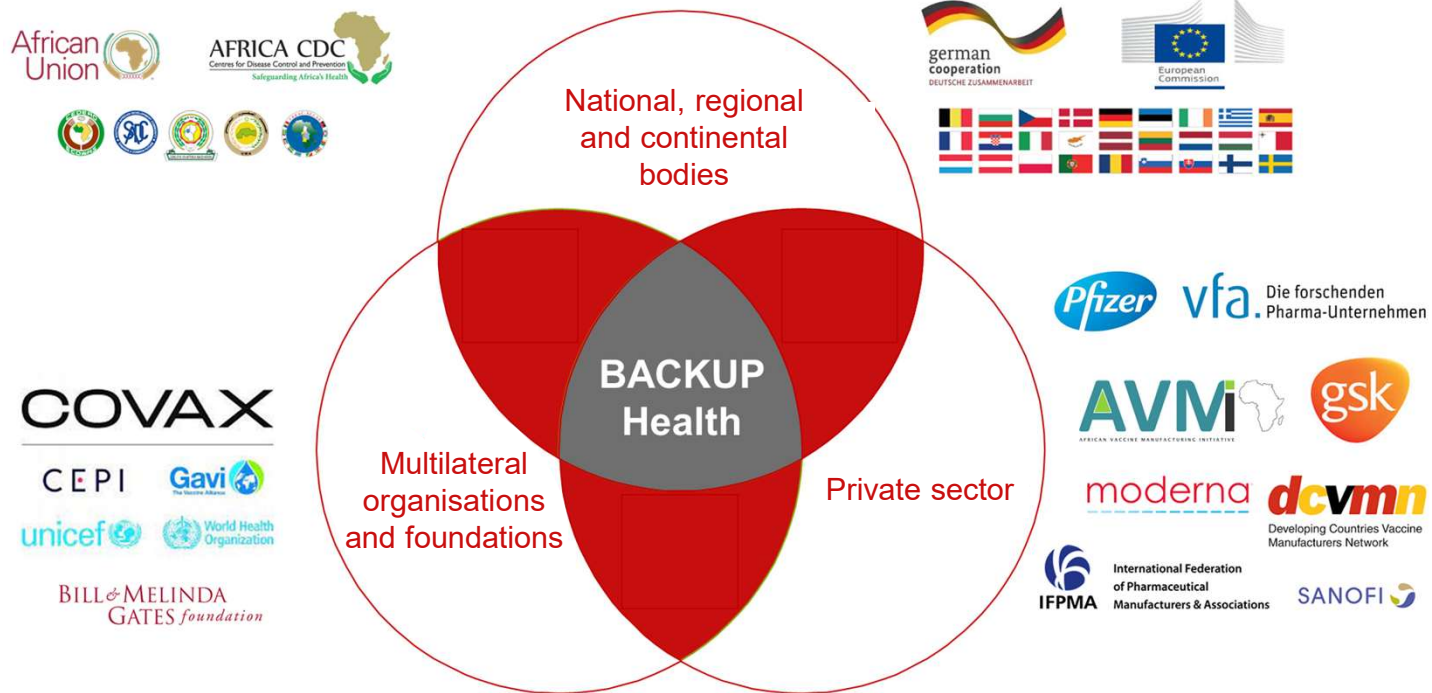 African
Union
AFRICA CDC
Centres for Disease Control and Prevention
Safeguarding Africa's Health
german
cooperation
DEUTSCHE ZUSAMMENARBEIT
European
Commission
National, regional
and continental
bodies
BACKUP
Health
Multilateral
organisations
and foundations
Private sector
COVAX
CEPI
Gavi
The Vaccine Alliance
unicef
World Health
Organization
BILL & MELINDA
GATES foundation
Pfizer
vfa.
Die forschenden
Pharma-Unternehmen
AVMi
AFRICAN VACCINE MANUFACTURING INITIATIVE
gsk
moderna
dcvmn
Developing Countries Vaccine
Manufacturers Network
IFPMA
International Federation
of Pharmaceutical
Manufacturers & Associations
SANOFI